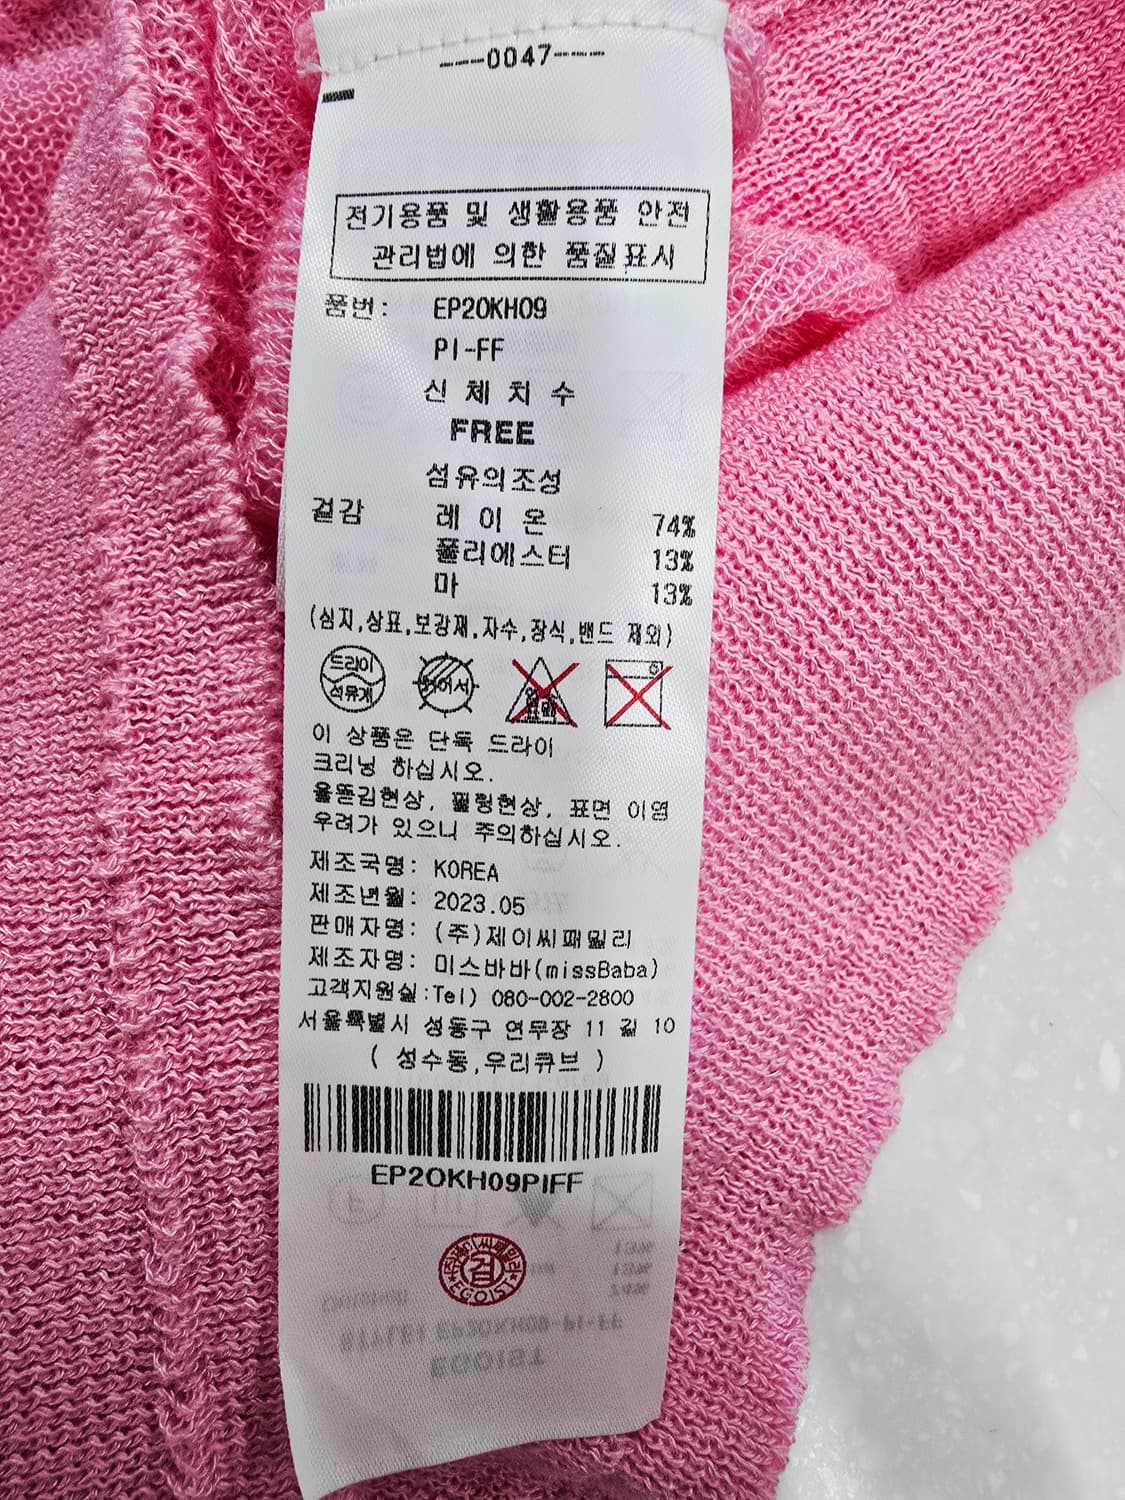 ---0047---
전기용품 및 생활용품 안전
관리법에 의한 품질표시
품번: EP20KH09
PI-FF
신 체 치 수
FREE
섬유의조성
겉감 레 이 온 74%
폴리에스터 13%
마 13%
(심지,상표,보강재,자수,장식,밴드 제외)
드라이
석유계
이 상품은 단독 드라이
크리닝 하십시오.
올뜯김현상, 필링현상, 표면 이염
우려가 있으니 주의하십시오.
제조국명: KOREA
제조년월: 2023.05
판매자명: (주)제이씨패밀리
제조자명: 미스바바(missBaba)
고객지원실:Tel) 080-002-2800
서울특별시 성동구 연무장 11 길 10
( 성수동,우리큐브 )
EP20KH09PIFF
(주)제이씨패밀리
검
EGOIST